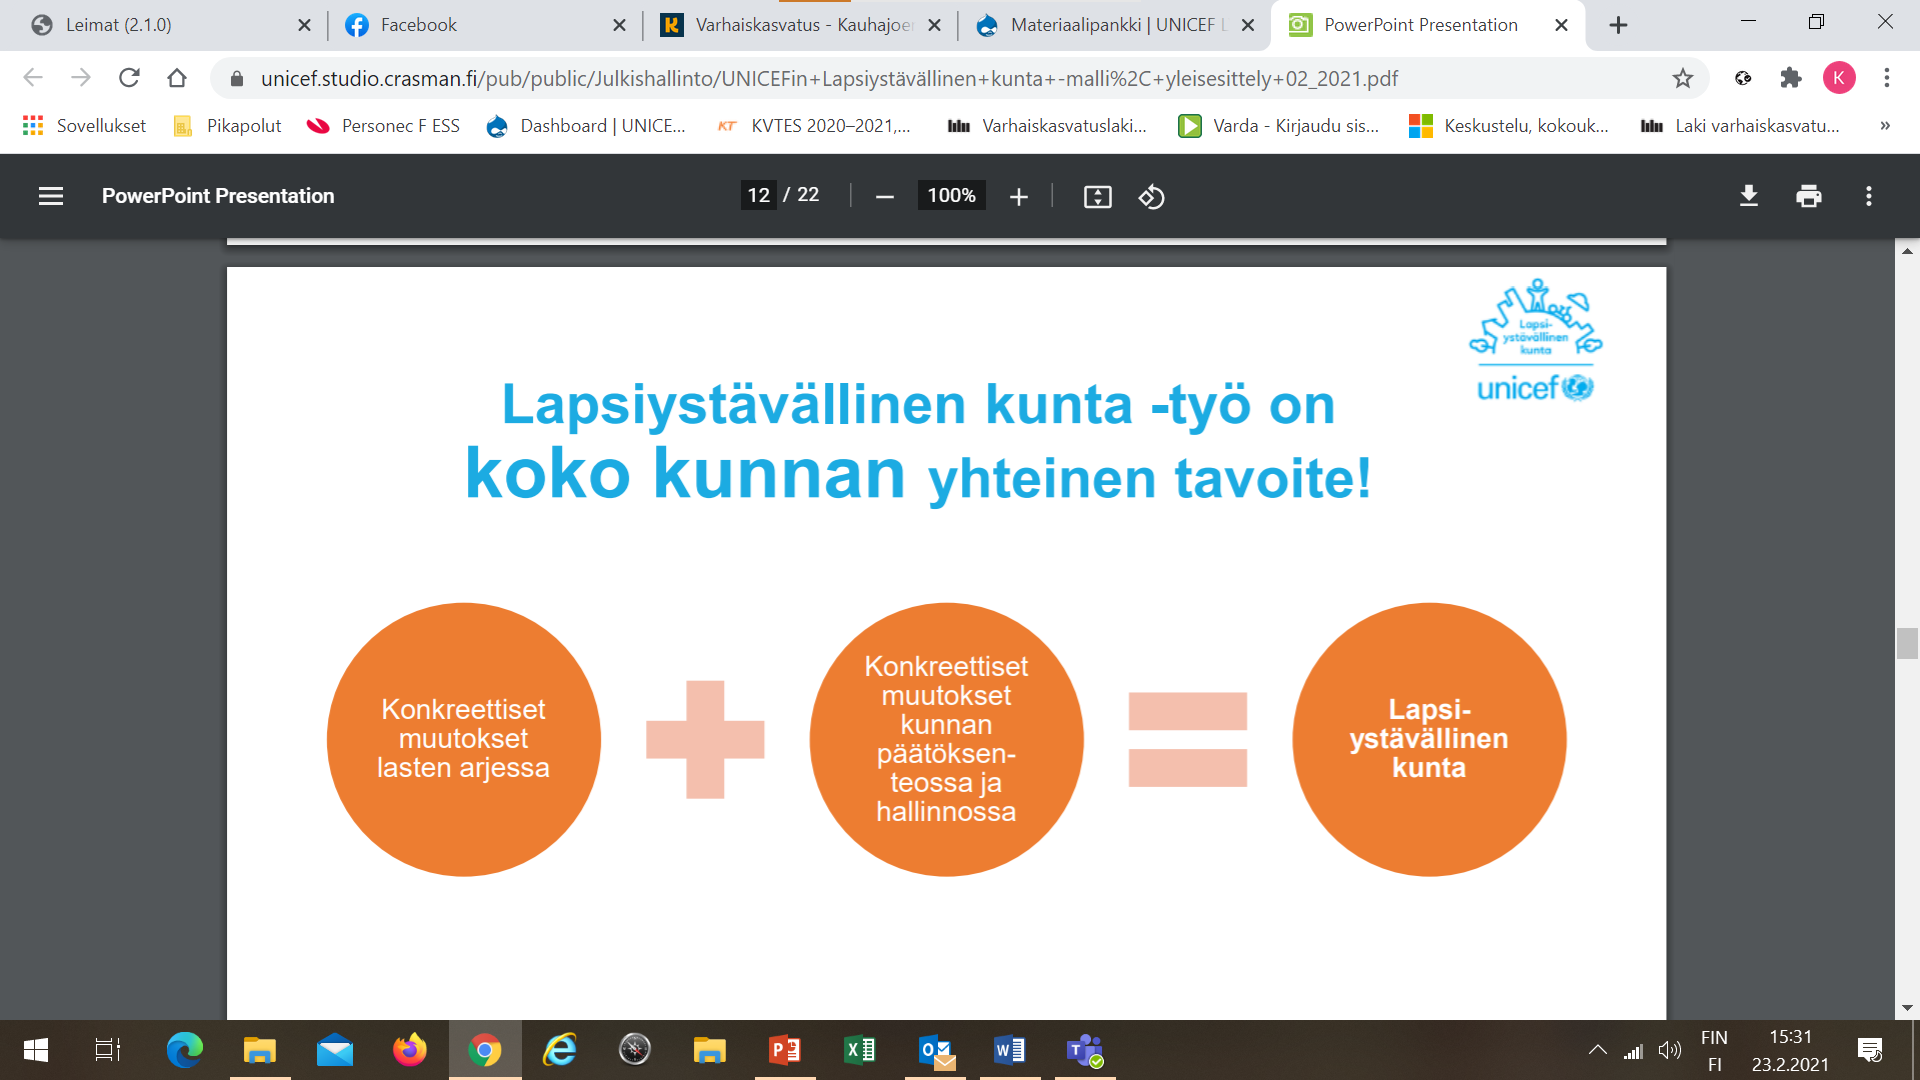 Leimat (2.1.0)
Facebook
Varhaiskasvatus - Kauhajoen
Materiaalipankki | UNICEF L
PowerPoint Presentation
unicef.studio.crasman.fi/pub/public/Julkishallinto/UNICEFin+Lapsiystävällinen+kunta+-malli%2C+yleisesittely+02_2021.pdf
K
Sovellukset
Pikapolut
Personec F ESS
Dashboard | UNICE...
KT
KVTES 2020–2021,...
Varhaiskasvatuslaki...
Varda - Kirjaudu sis...
Keskustelu, kokouk...
Laki varhaiskasvatu...
»
PowerPoint Presentation
12 / 22
100%
Lapsi-
ystävällinen
kunta
unicef
Lapsiystävällinen kunta -työ on
koko kunnan yhteinen tavoite!
Konkreettiset
muutokset
lasten arjessa
Konkreettiset
muutokset
kunnan
päätöksen-
teossa ja
hallinnossa
Lapsi-
ystävällinen
kunta
FIN
FI
15:31
23.2.2021